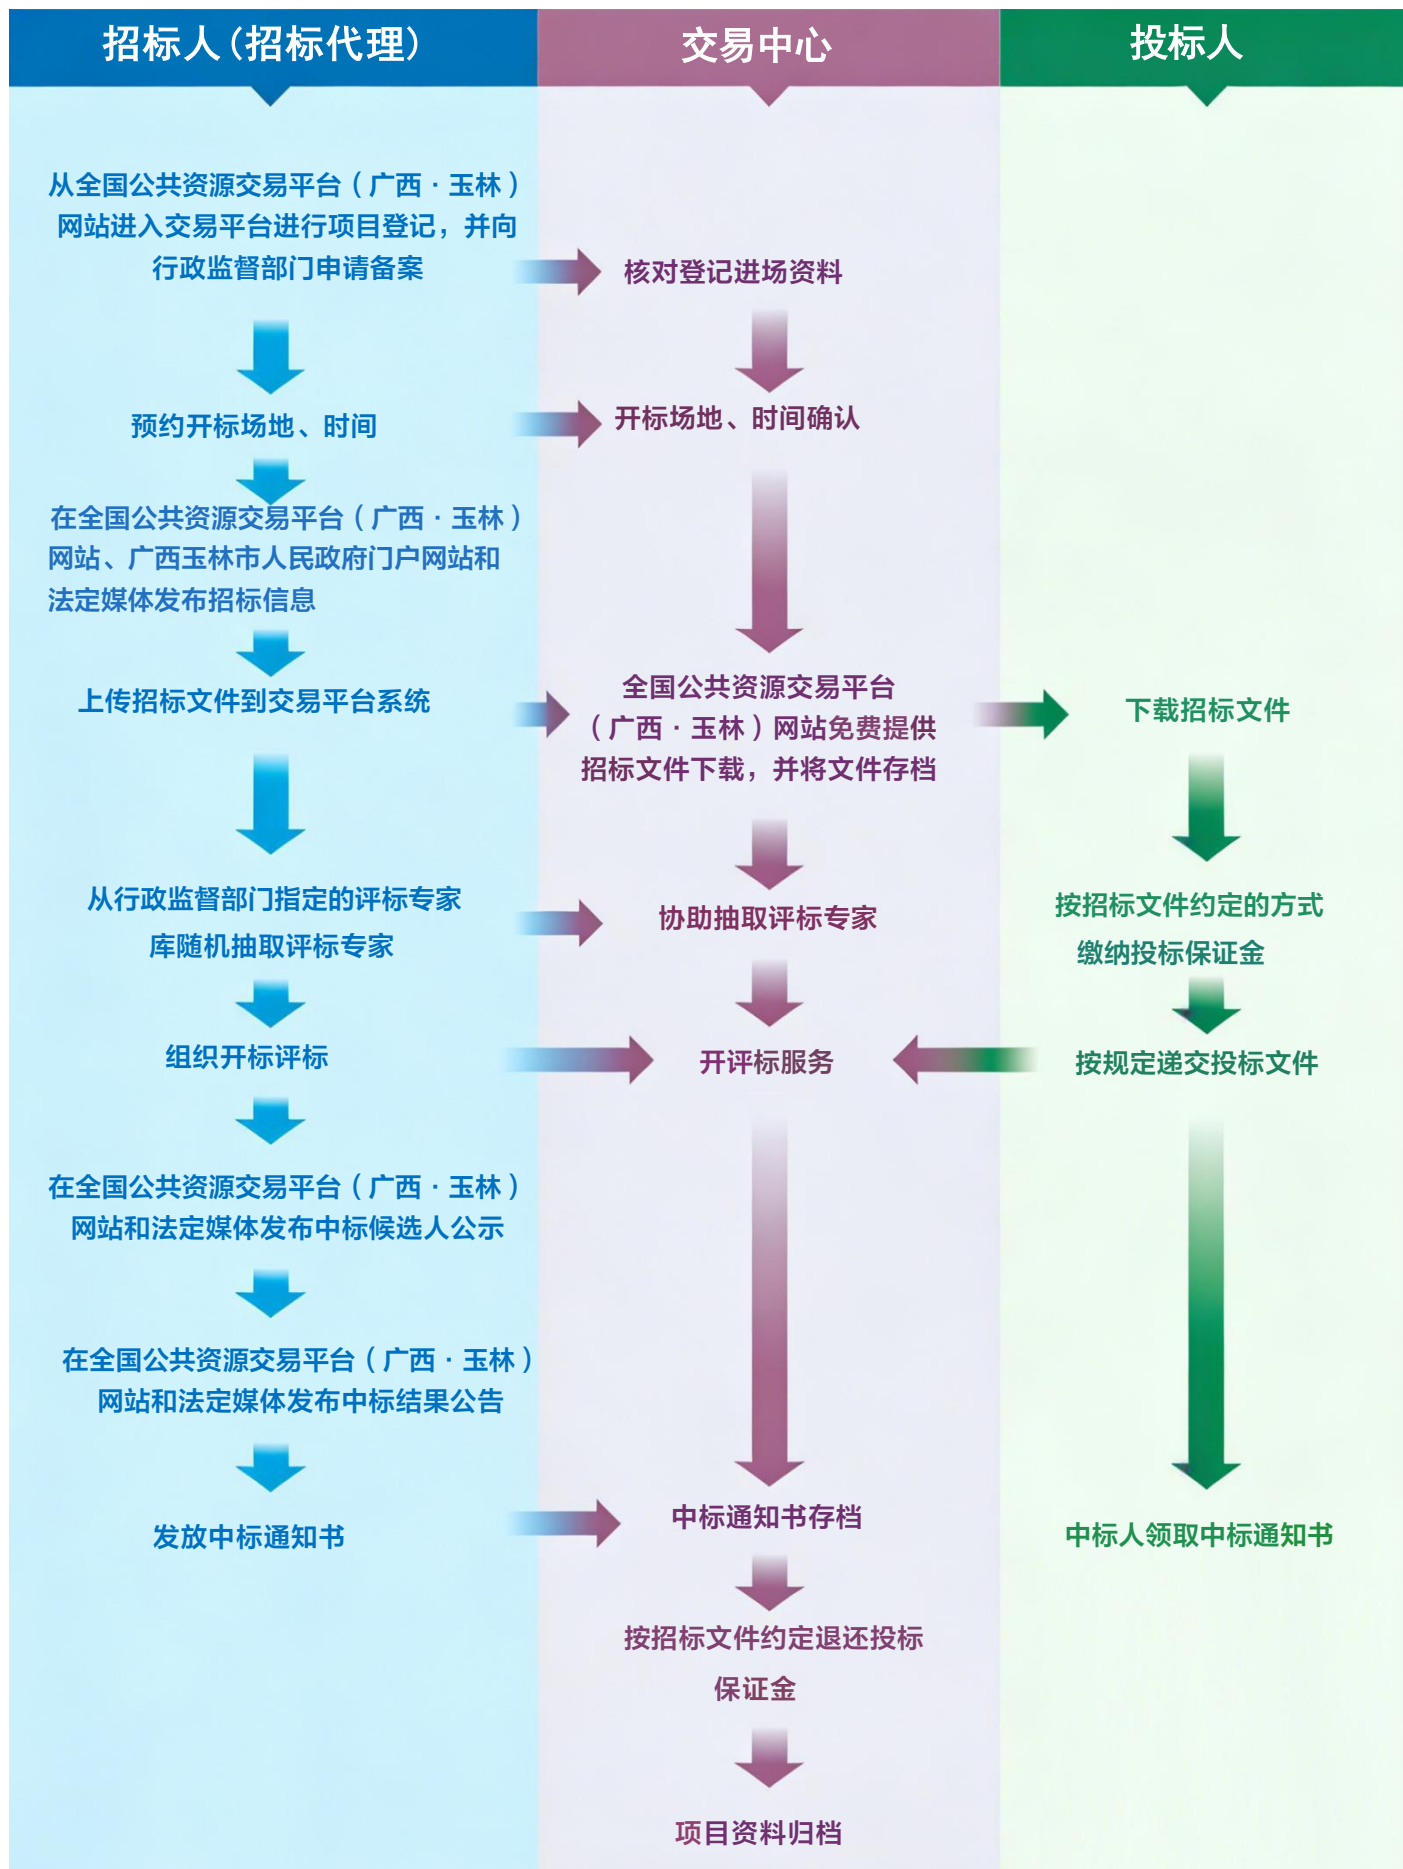 招标人（招标代理）
交易中心
投标人
从全国公共资源交易平台（广西·玉林）
网站进入交易平台进行项目登记，并向
行政监督部门申请备案
核对登记进场资料
预约开标场地、时间
开标场地、时间确认
在全国公共资源交易平台（广西·玉林）
网站、广西玉林市人民政府门户网站和
法定媒体发布招标信息
上传招标文件到交易平台系统
全国公共资源交易平台
（广西·玉林）网站免费提供
招标文件下载，并将文件存档
下载招标文件
从行政监督部门指定的评标专家
库随机抽取评标专家
协助抽取评标专家
按招标文件约定的方式
缴纳投标保证金
组织开标评标
开评标服务
按规定递交投标文件
在全国公共资源交易平台（广西·玉林）
网站和法定媒体发布中标候选人公示
在全国公共资源交易平台（广西·玉林）
网站和法定媒体发布中标结果公告
发放中标通知书
中标通知书存档
中标人领取中标通知书
按招标文件约定退还投标
保证金
项目资料归档